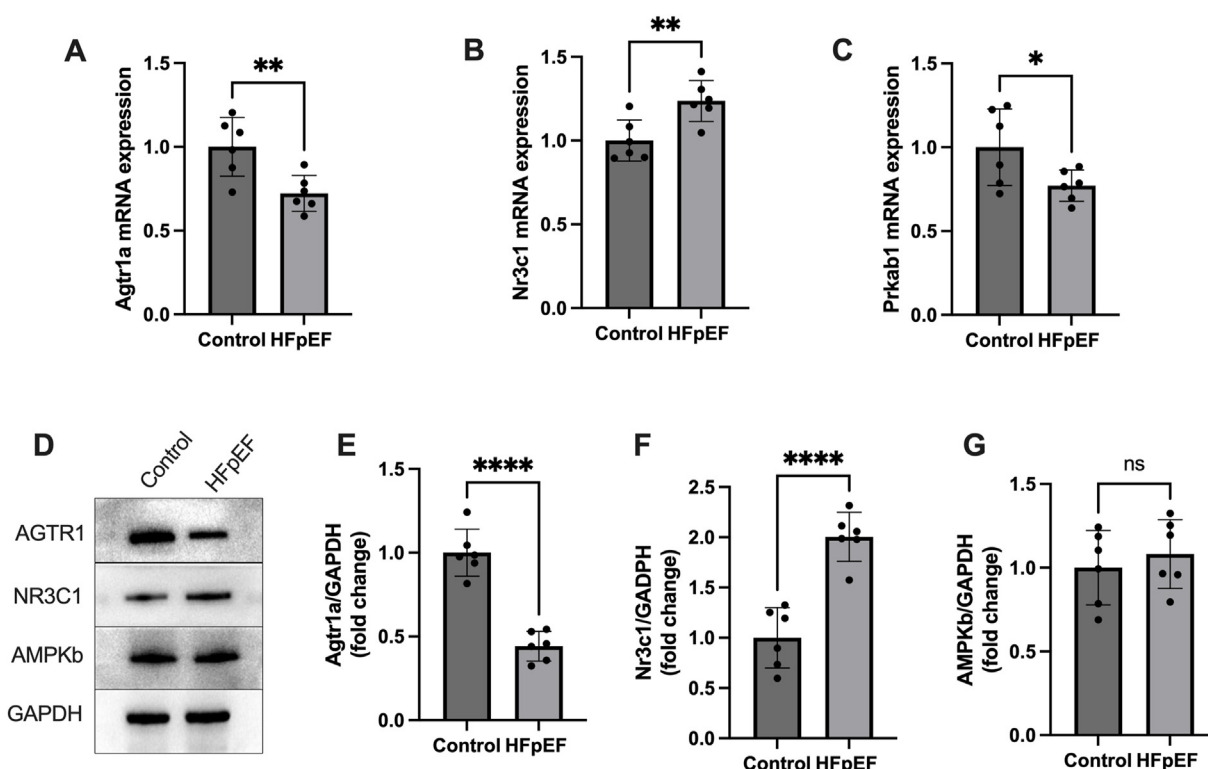 A
**
Agtr1a mRNA expression
1.5
1.0
0.5
0.0
Control HFpEF
B
**
Nr3c1 mRNA expression
1.5
1.0
0.5
0.0
Control HFpEF
C
*
Prkab1 mRNA expression
1.5
1.0
0.5
0.0
Control HFpEF
D
Control
HFpEF
AGTR1
NR3C1
AMPKb
GAPDH
E
****
Agtr1a/GAPDH
(fold change)
1.5
1.0
0.5
0.0
Control HFpEF
F
****
Nr3c1/GADPH
(fold change)
2.5
2.0
1.5
1.0
0.5
0.0
Control HFpEF
G
ns
AMPKb/GAPDH
(fold change)
1.5
1.0
0.5
0.0
Control HFpEF